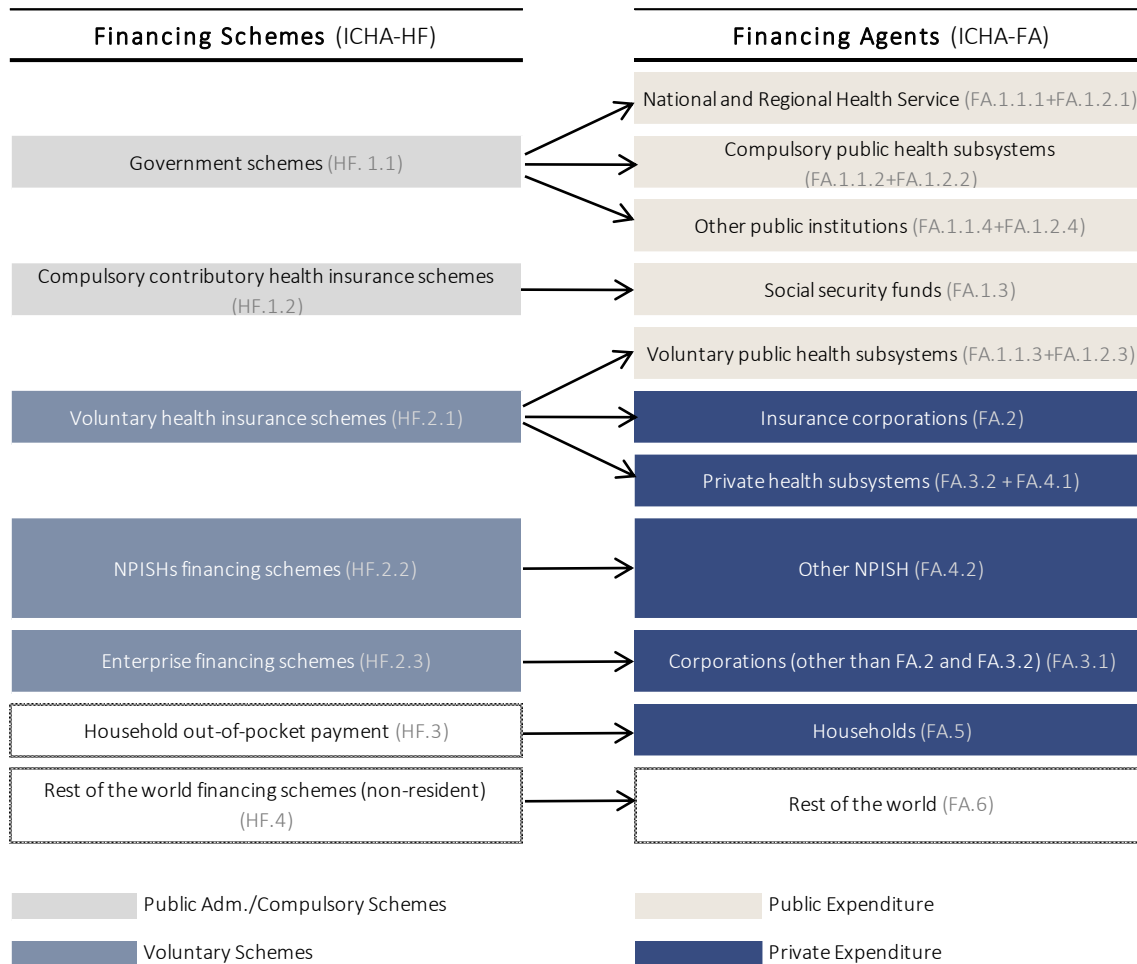 Financing Schemes (ICHA-HF)
Financing Agents (ICHA-FA)
National and Regional Health Service (FA.1.1.1+FA.1.2.1)
Government schemes (HF. 1.1)
Compulsory public health subsystems
(FA.1.1.2+FA.1.2.2)
Other public institutions (FA.1.1.4+FA.1.2.4)
Compulsory contributory health insurance schemes
(HF.1.2)
Social security funds (FA.1.3)
Voluntary public health subsystems (FA.1.1.3+FA.1.2.3)
Voluntary health insurance schemes (HF.2.1)
Insurance corporations (FA.2)
Private health subsystems (FA.3.2 + FA.4.1)
NPISHs financing schemes (HF.2.2)
Other NPISH (FA.4.2)
Enterprise financing schemes (HF.2.3)
Corporations (other than FA.2 and FA.3.2) (FA.3.1)
Household out-of-pocket payment (HF.3)
Households (FA.5)
Rest of the world financing schemes (non-resident)
(HF.4)
Rest of the world (FA.6)
Public Adm./Compulsory Schemes
Public Expenditure
Voluntary Schemes
Private Expenditure